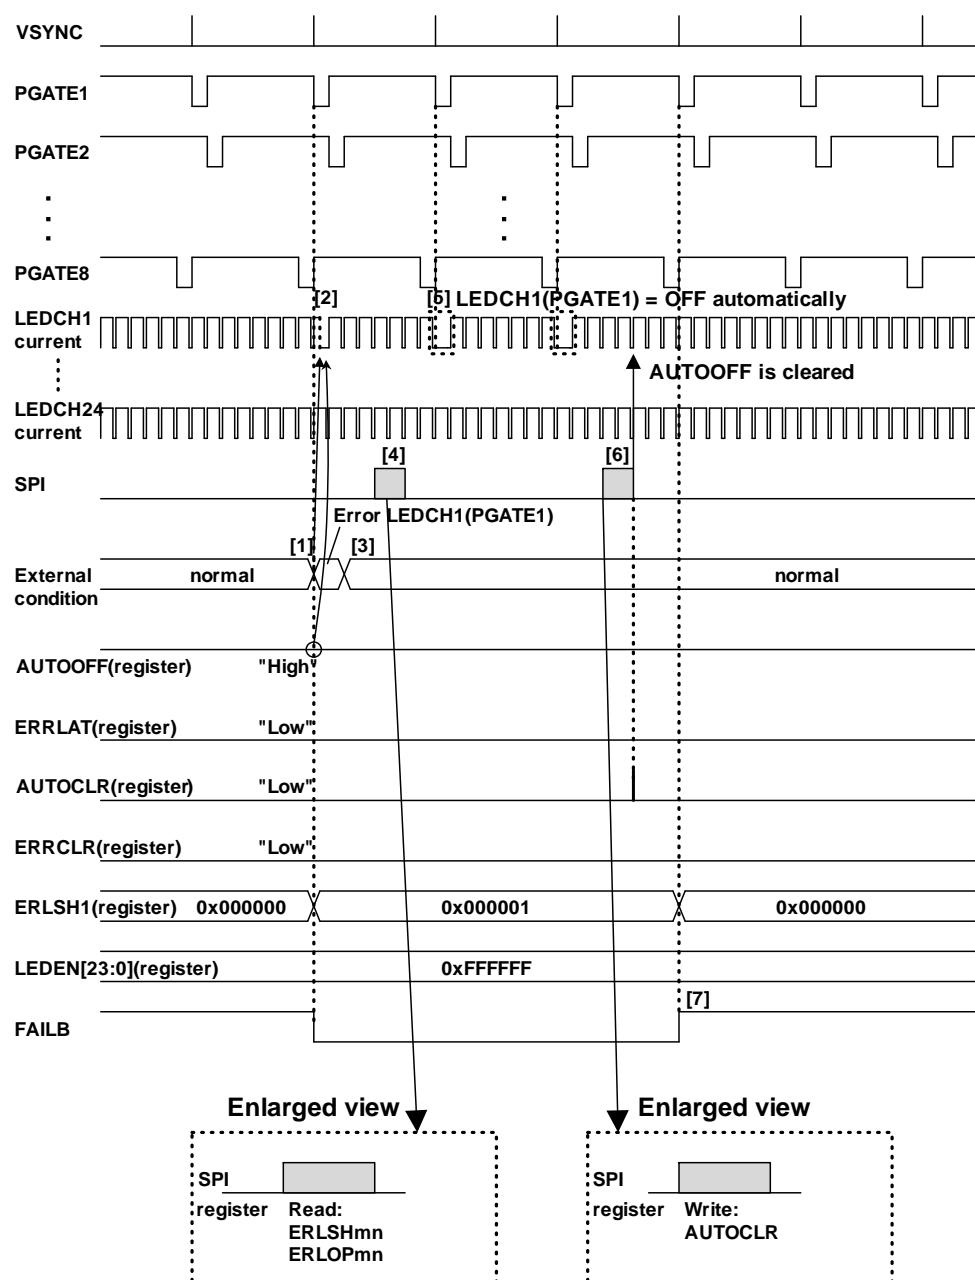 VSYNC
PGATE1
PGATE2
PGATE8
[2]
[5] LEDCH1(PGATE1) = OFF automatically
LEDCH1
current
AUTOOFF is cleared
LEDCH24
current
[4]
[6]
SPI
Error LEDCH1(PGATE1)
[1]
[3]
External
condition
normal
normal
AUTOOFF(register) "High"
ERRLAT(register) "Low"
AUTOCLR(register) "Low"
ERRCLR(register) "Low"
ERLSH1(register) 0x000000 0x000001 0x000000
LEDEN[23:0](register) 0xFFFFFF
[7]
FAILB
Enlarged view
SPI
register Read:
ERLSHmn
ERLOPmn
Enlarged view
SPI
register Write:
AUTOCLR